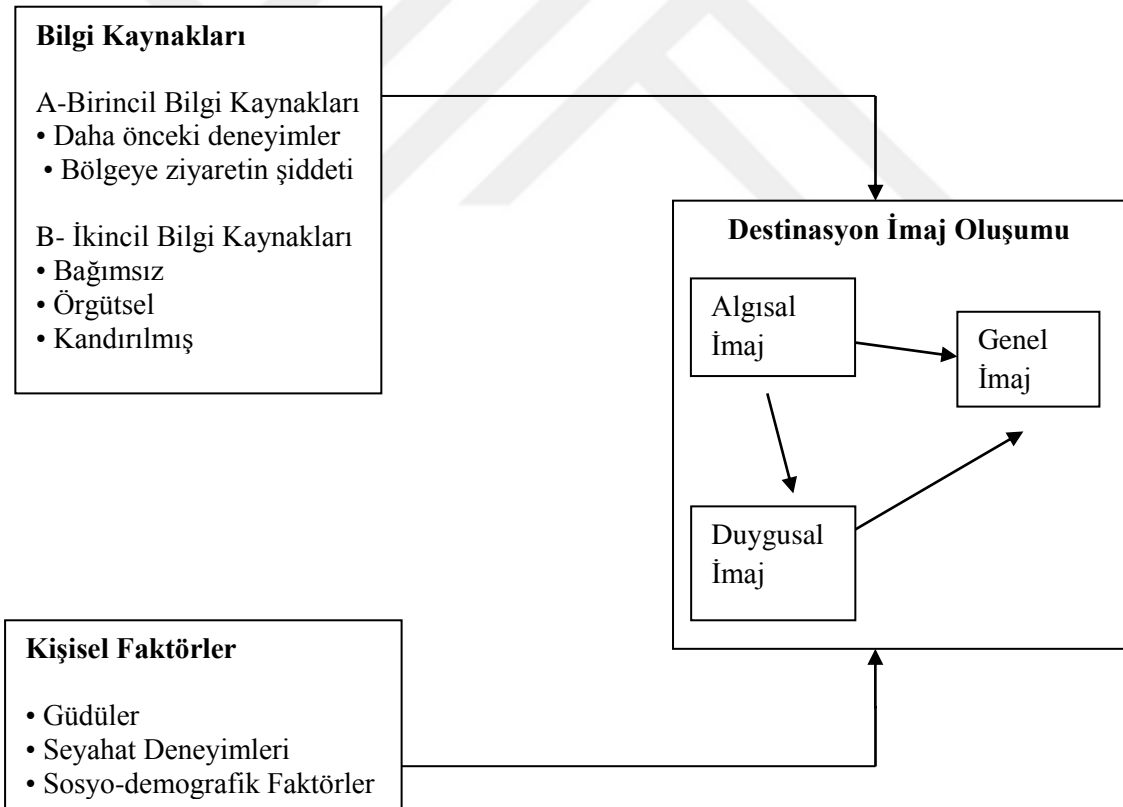 Bilgi Kaynakları
A-Birincil Bilgi Kaynakları
• Daha önceki deneyimler
• Bölgeye ziyaretin şiddeti
B- İkincil Bilgi Kaynakları
• Bağımsız
• Örgütsel
• Kandırılmış
Destinasyon İmaj Oluşumu
Algısal
İmaj
Genel
İmaj
Duygusal
İmaj
Kişisel Faktörler
• Güdüler
• Seyahat Deneyimleri
• Sosyo-demografik Faktörler